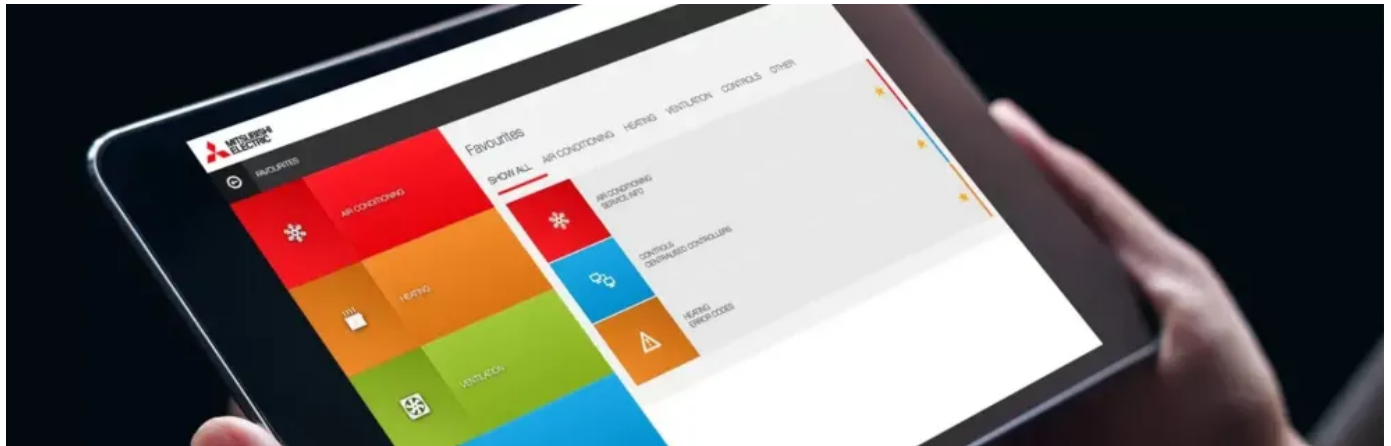 MITSUBISHI
ELECTRIC
FAVOURITES
AIR CONDITIONING
HEATING
VENTILATION
Favourites
SHOW ALL AIR CONDITIONING HEATING VENTILATION CONTROLS OTHER
AIR CONDITIONING
SERVICE INFO
CONTROLS
CENTRALISED CONTROLLERS
HEATING
ERROR CODES